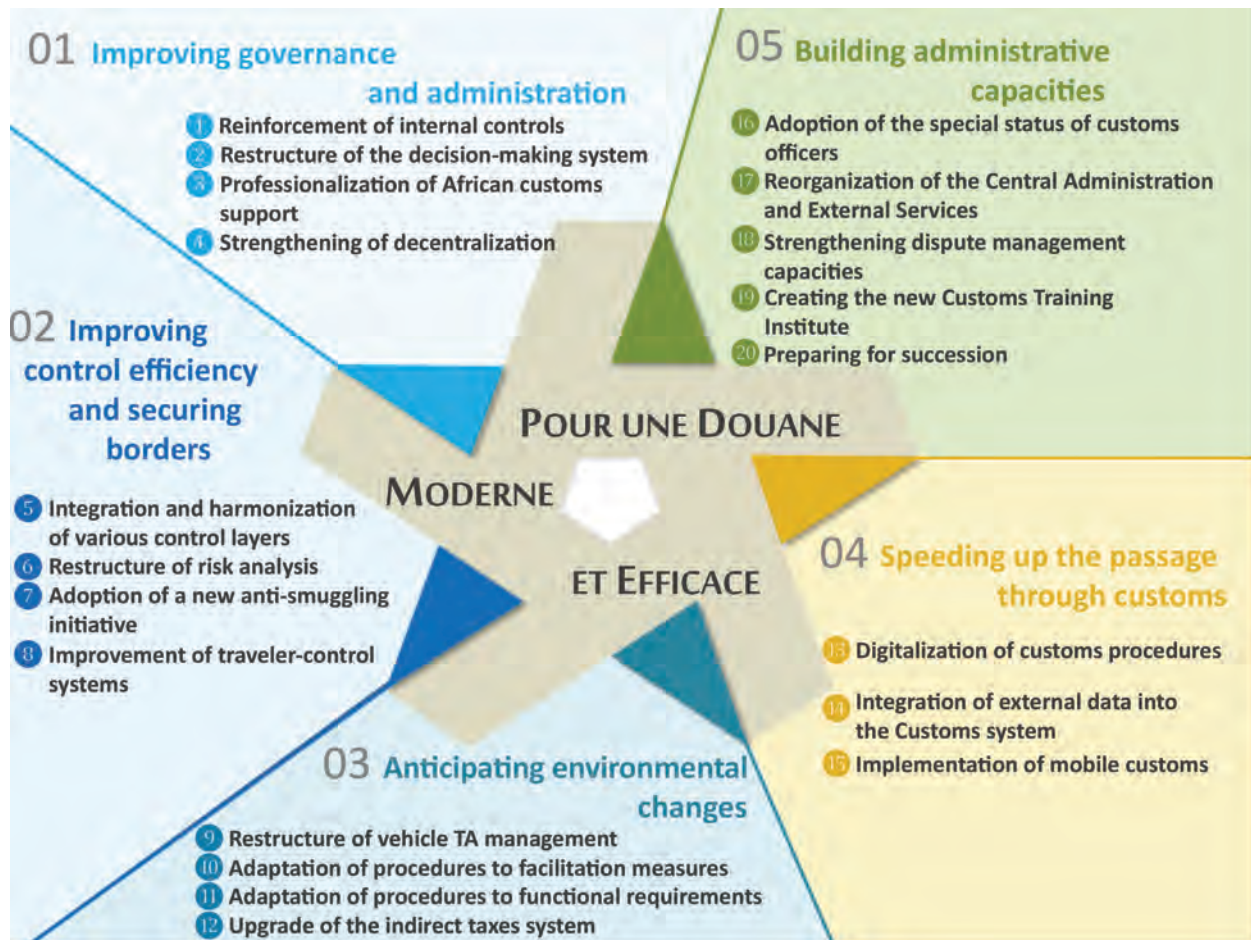 01 Improving governance
and administration
1 Reinforcement of internal controls
2 Restructure of the decision-making system
3 Professionalization of African customs
support
4 Strengthening of decentralization
02 Improving
control efficiency
and securing
borders
5 Integration and harmonization
of various control layers
6 Restructure of risk analysis
7 Adoption of a new anti-smuggling
initiative
8 Improvement of traveler-control
systems
03 Anticipating environmental
changes
9 Restructure of vehicle TA management
10 Adaptation of procedures to facilitation measures
11 Adaptation of procedures to functional requirements
12 Upgrade of the indirect taxes system
04 Speeding up the passage
through customs
13 Digitalization of customs procedures
14 Integration of external data into
the Customs system
15 Implementation of mobile customs
05 Building administrative
capacities
16 Adoption of the special status of customs
officers
17 Reorganization of the Central Administration
and External Services
18 Strengthening dispute management
capacities
19 Creating the new Customs Training
Institute
20 Preparing for succession
POUR UNE DOUANE
MODERNE
ET EFFICACE